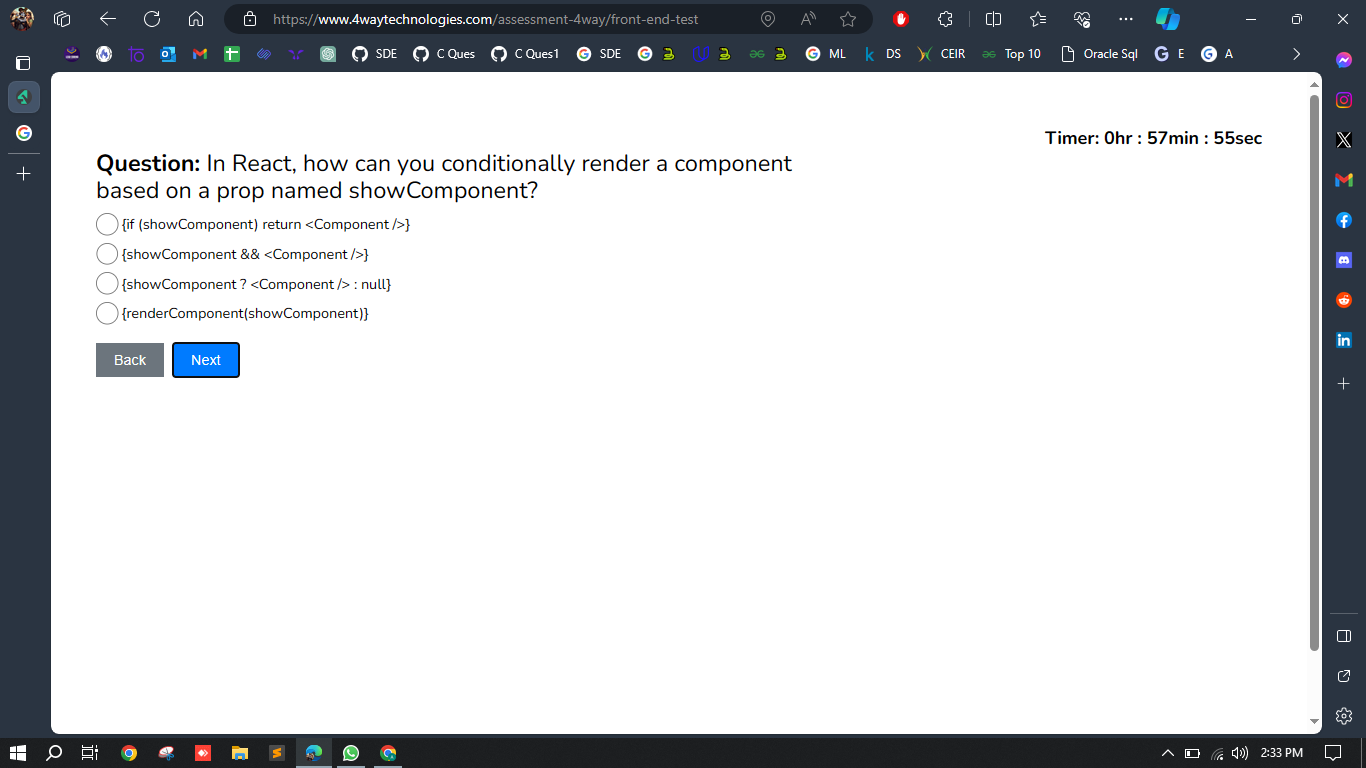 https://www.4waytechnologies.com/assessment-4way/front-end-test
SDE
C Ques
C Ques1
SDE
ML
DS
CEIR
Top 10
Oracle Sql
E
A
Timer: 0hr : 57min : 55sec
Question: In React, how can you conditionally render a component
based on a prop named showComponent?
{if (showComponent) return <Component />}
{showComponent && <Component />}
{showComponent ? <Component /> : null}
{renderComponent(showComponent)}
Back
Next
2:33 PM